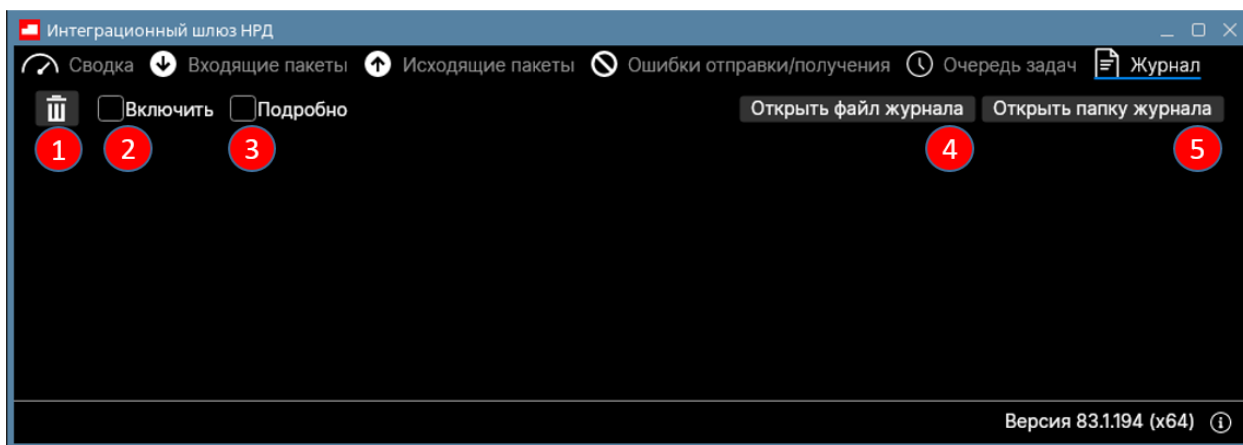 Интеграционный шлюз НРД
Сводка Входящие пакеты Исходящие пакеты Ошибки отправки/получения Очередь задач Журнал
Включить Подробно Открыть файл журнала Открыть папку журнала
1 2 3 4 5
Версия 83.1.194 (x64)